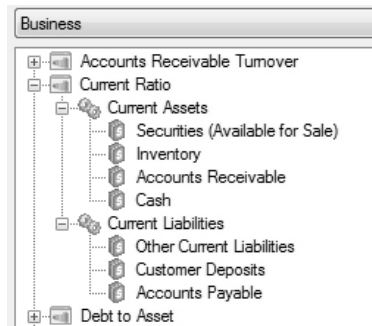 Business
Accounts Receivable Turnover
Current Ratio
Current Assets
Securities (Available for Sale)
Inventory
Accounts Receivable
Cash
Current Liabilities
Other Current Liabilities
Customer Deposits
Accounts Payable
Debt to Asset